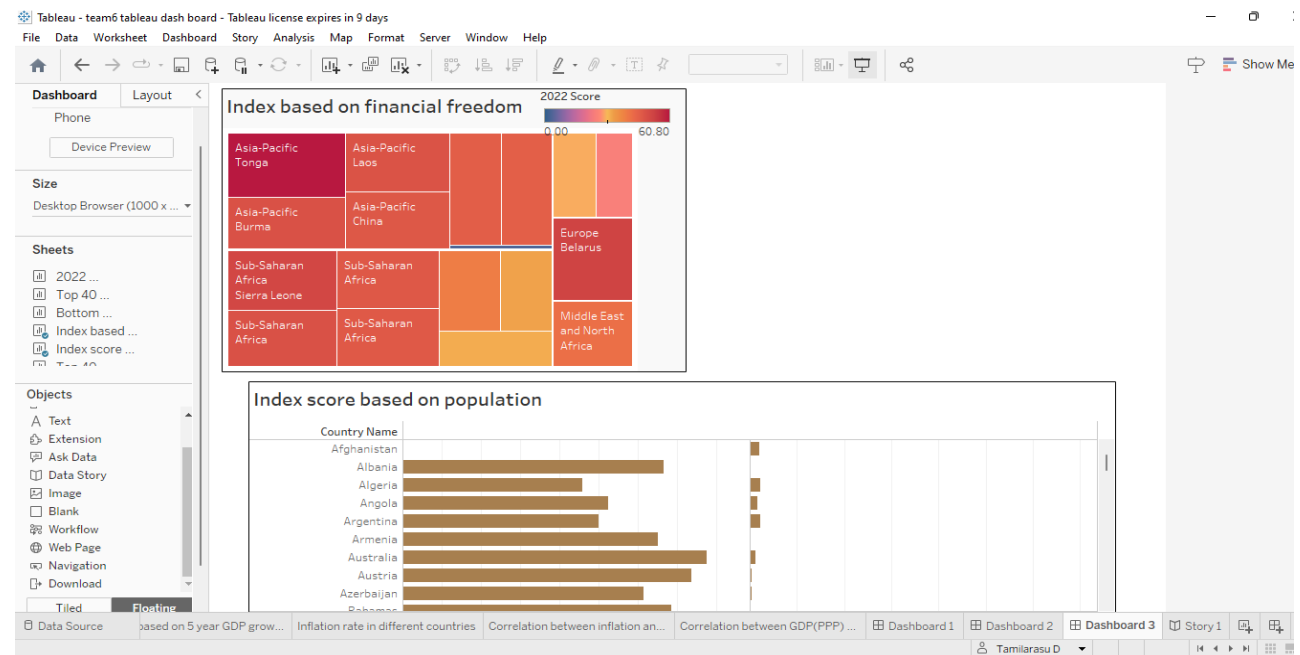 Tableau - team6 tableau dash board - Tableau license expires in 9 days
File Data Worksheet Dashboard Story Analysis Map Format Server Window Help
Show Me
Dashboard Layout
Phone
Device Preview
Size
Desktop Browser (1000 x ...
Sheets
2022 ...
Top 40 ...
Bottom ...
Index based ...
Index score ...
Top 40
Objects
Text
Extension
Ask Data
Data Story
Image
Blank
Workflow
Web Page
Navigation
Download
Tiled Floating
Index based on financial freedom
2022 Score
0.00 60.80
Asia-Pacific
Tonga
Asia-Pacific
Laos
Asia-Pacific
Burma
Asia-Pacific
China
Europe
Belarus
Sub-Saharan
Africa
Sierra Leone
Sub-Saharan
Africa
Sub-Saharan
Africa
Sub-Saharan
Africa
Middle East
and North
Africa
Index score based on population
Country Name
Afghanistan
Albania
Algeria
Angola
Argentina
Armenia
Australia
Austria
Azerbaijan
Bahamas
Data Source based on 5 year GDP grow... Inflation rate in different countries Correlation between inflation an... Correlation between GDP(PPP) ... Dashboard 1 Dashboard 2 Dashboard 3 Story 1
Tamilarasu D